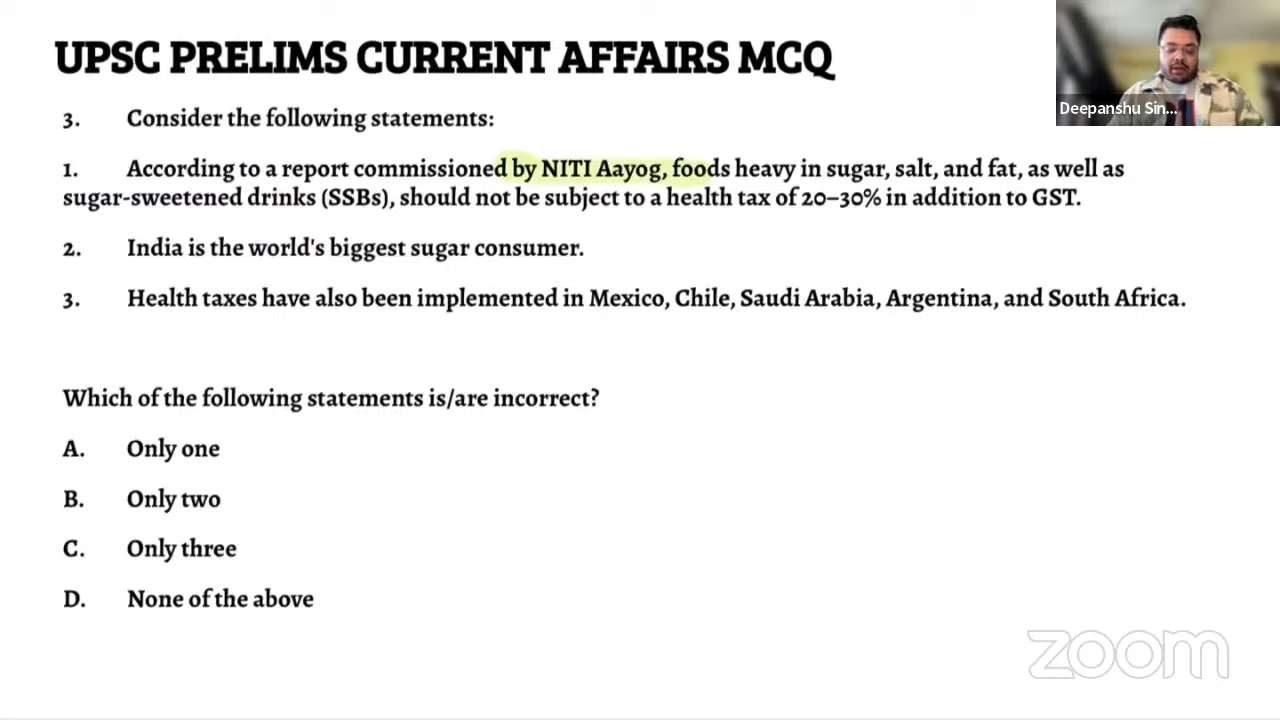 UPSC PRELIMS CURRENT AFFAIRS MCQ
Deepanshu Sin...
3. Consider the following statements:
1. According to a report commissioned by NITI Aayog, foods heavy in sugar, salt, and fat, as well as
sugar-sweetened drinks (SSBs), should not be subject to a health tax of 20–30% in addition to GST.
2. India is the world's biggest sugar consumer.
3. Health taxes have also been implemented in Mexico, Chile, Saudi Arabia, Argentina, and South Africa.
Which of the following statements is/are incorrect?
A. Only one
B. Only two
C. Only three
D. None of the above
zoom